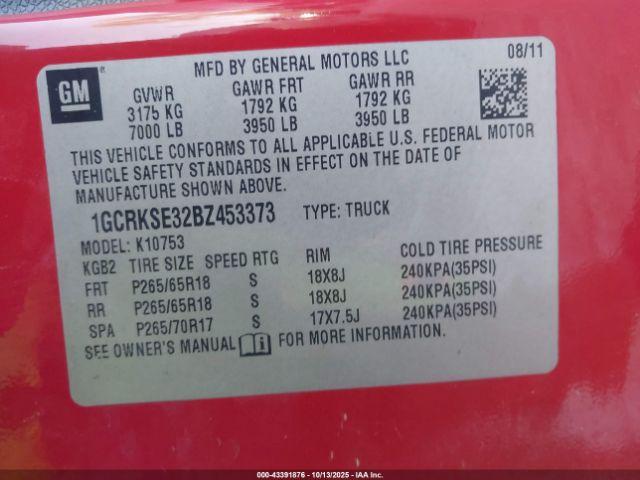 GM
MFD BY GENERAL MOTORS LLC
08/11
GVWR GAWR FRT GAWR RR
3175 KG 1792 KG 1792 KG
7000 LB 3950 LB 3950 LB
THIS VEHICLE CONFORMS TO ALL APPLICABLE U.S. FEDERAL MOTOR
VEHICLE SAFETY STANDARDS IN EFFECT ON THE DATE OF
MANUFACTURE SHOWN ABOVE.
1GCRKSE32BZ453373 TYPE: TRUCK
MODEL: K10753
KGB2 TIRE SIZE SPEED RTG RIM COLD TIRE PRESSURE
FRT P265/65R18 S 18X8J 240KPA(35PSI)
RR P265/65R18 S 18X8J 240KPA(35PSI)
SPA P265/70R17 S 17X7.5J 240KPA(35PSI)
SEE OWNER'S MANUAL FOR MORE INFORMATION.
000-43391876 | 10/13/2025 | IAA Inc.